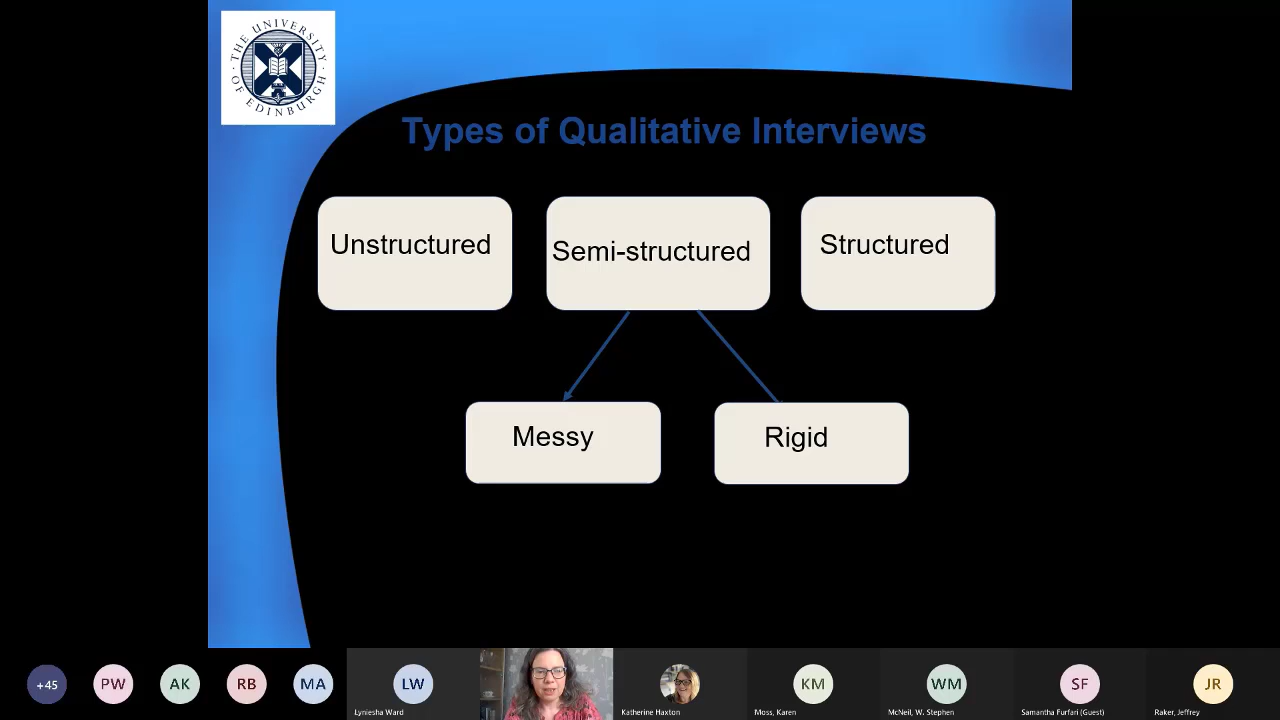 THE UNIVERSITY
OF EDINBURGH
Types of Qualitative Interviews
Unstructured
Semi-structured
Structured
Messy
Rigid
+45
PW
AK
RB
MA
LW
KM
WM
SF
JR
Lyniesha Ward
Katherine Haxton
Moss, Karen
McNeil, W. Stephen
Samantha Furfari (Guest)
Raker, Jeffrey